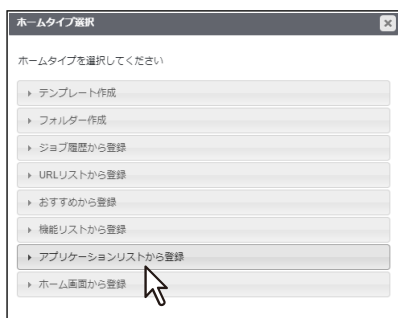 ホームタイプ選択
ホームタイプを選択してください
テンプレート作成
フォルダー作成
ジョブ履歴から登録
URLリストから登録
おすすめから登録
機能リストから登録
アプリケーションリストから登録
ホーム画面から登録